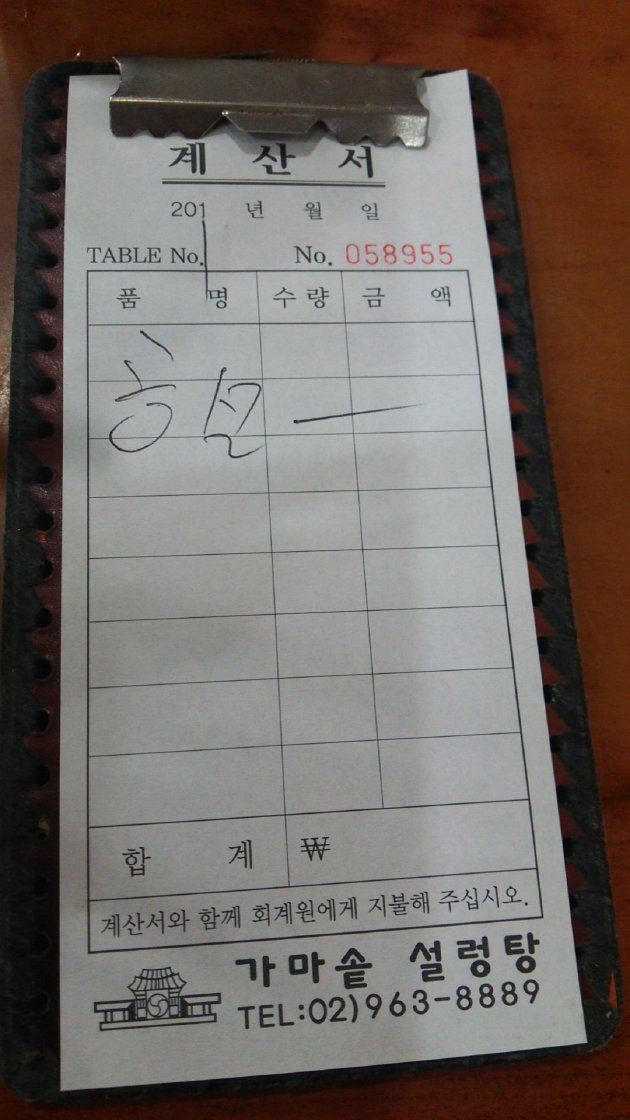 계 산 서
201 년 월 일
TABLE No. No. 058955
품 명 수량 금 액
합 계 ₩
계산서와 함께 회계원에게 지불해 주십시오.
가마솥 설렁탕
TEL:02)963-8889